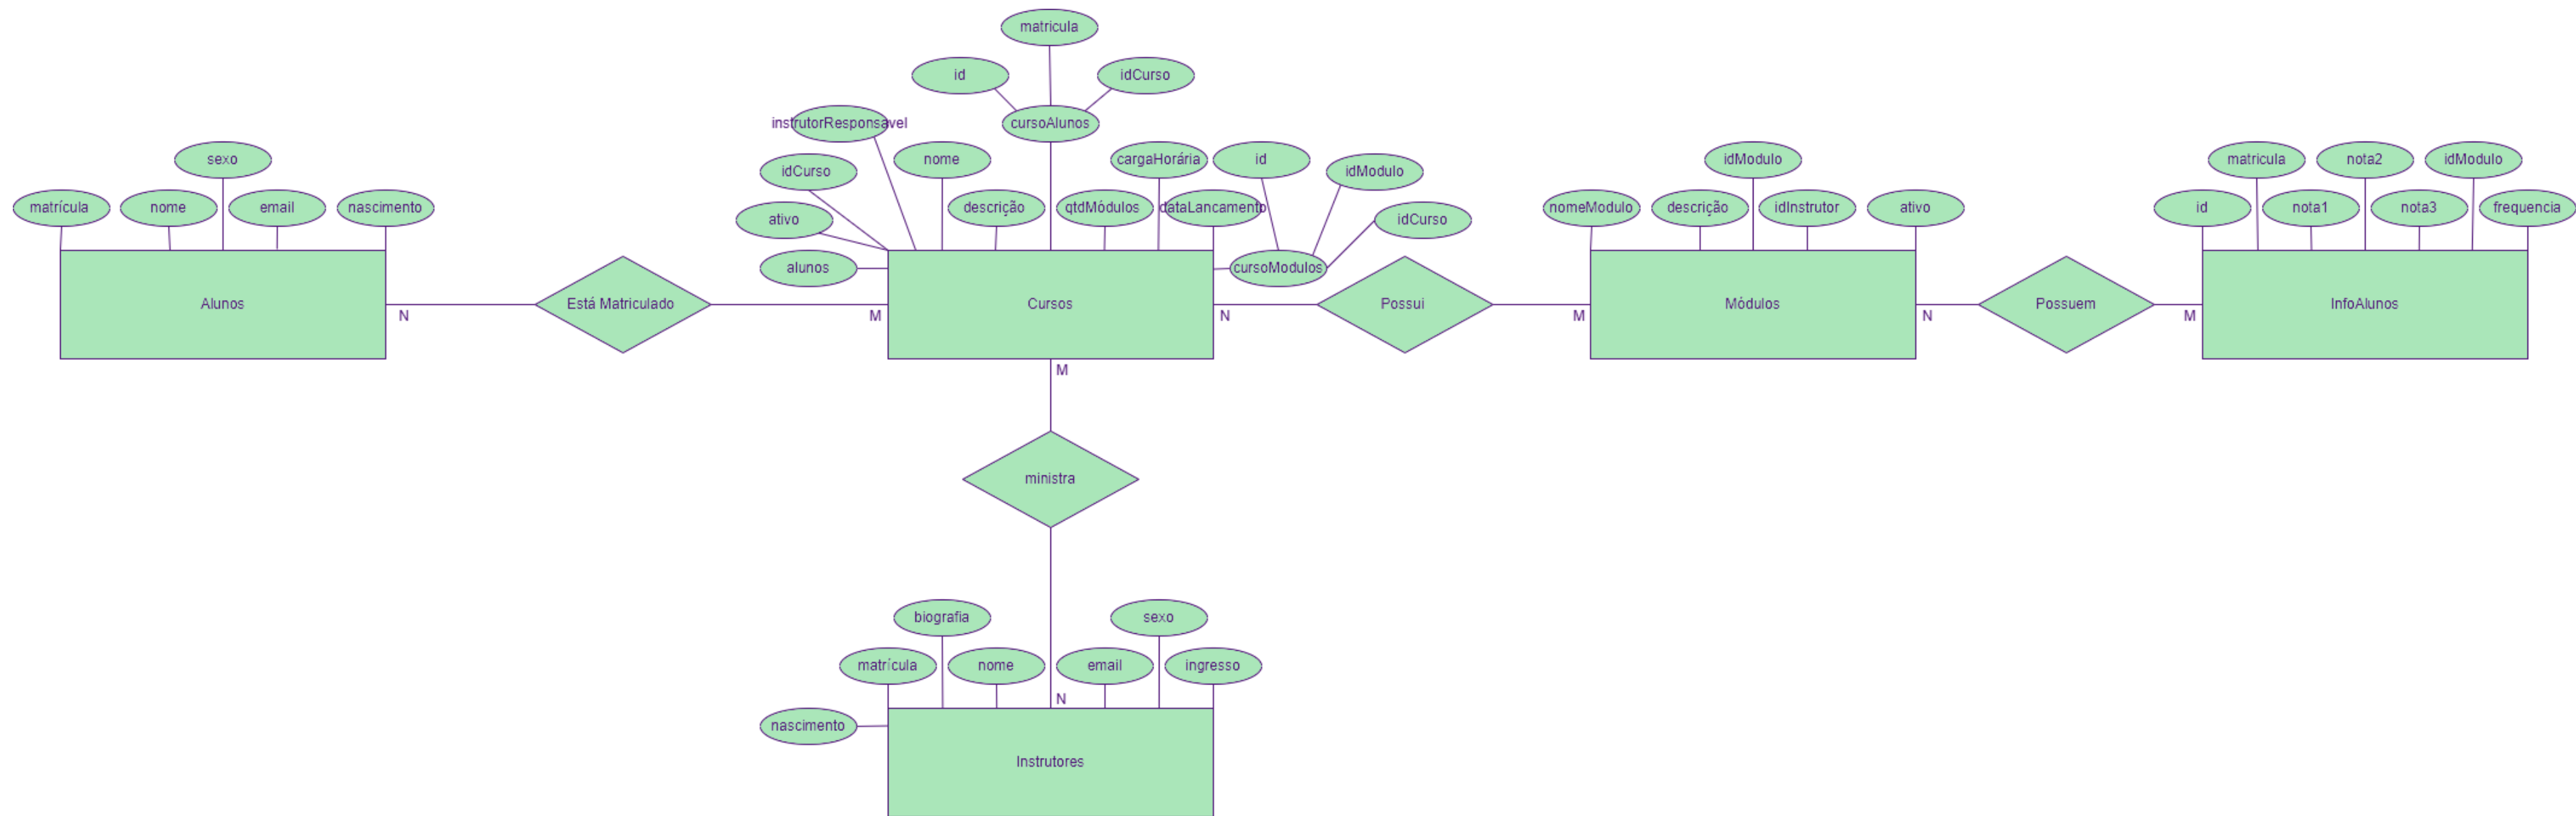 matricula
id
idCurso
cursoAlunos
instrutorResponsavel
idCurso
nome
ativo
descrição
qtdMódulos
cargaHorária
dataLancamento
alunos
id
idModulo
idCurso
cursoModulos
sexo
matrícula
nome
email
nascimento
Alunos
N
Está Matriculado
M
Cursos
N
Possui
M
idModulo
nomeModulo
descrição
idInstrutor
ativo
Módulos
N
Possuem
M
matricula
nota2
idModulo
id
nota1
nota3
frequencia
InfoAlunos
M
ministra
N
biografia
sexo
matrícula
nome
email
ingresso
nascimento
Instrutores